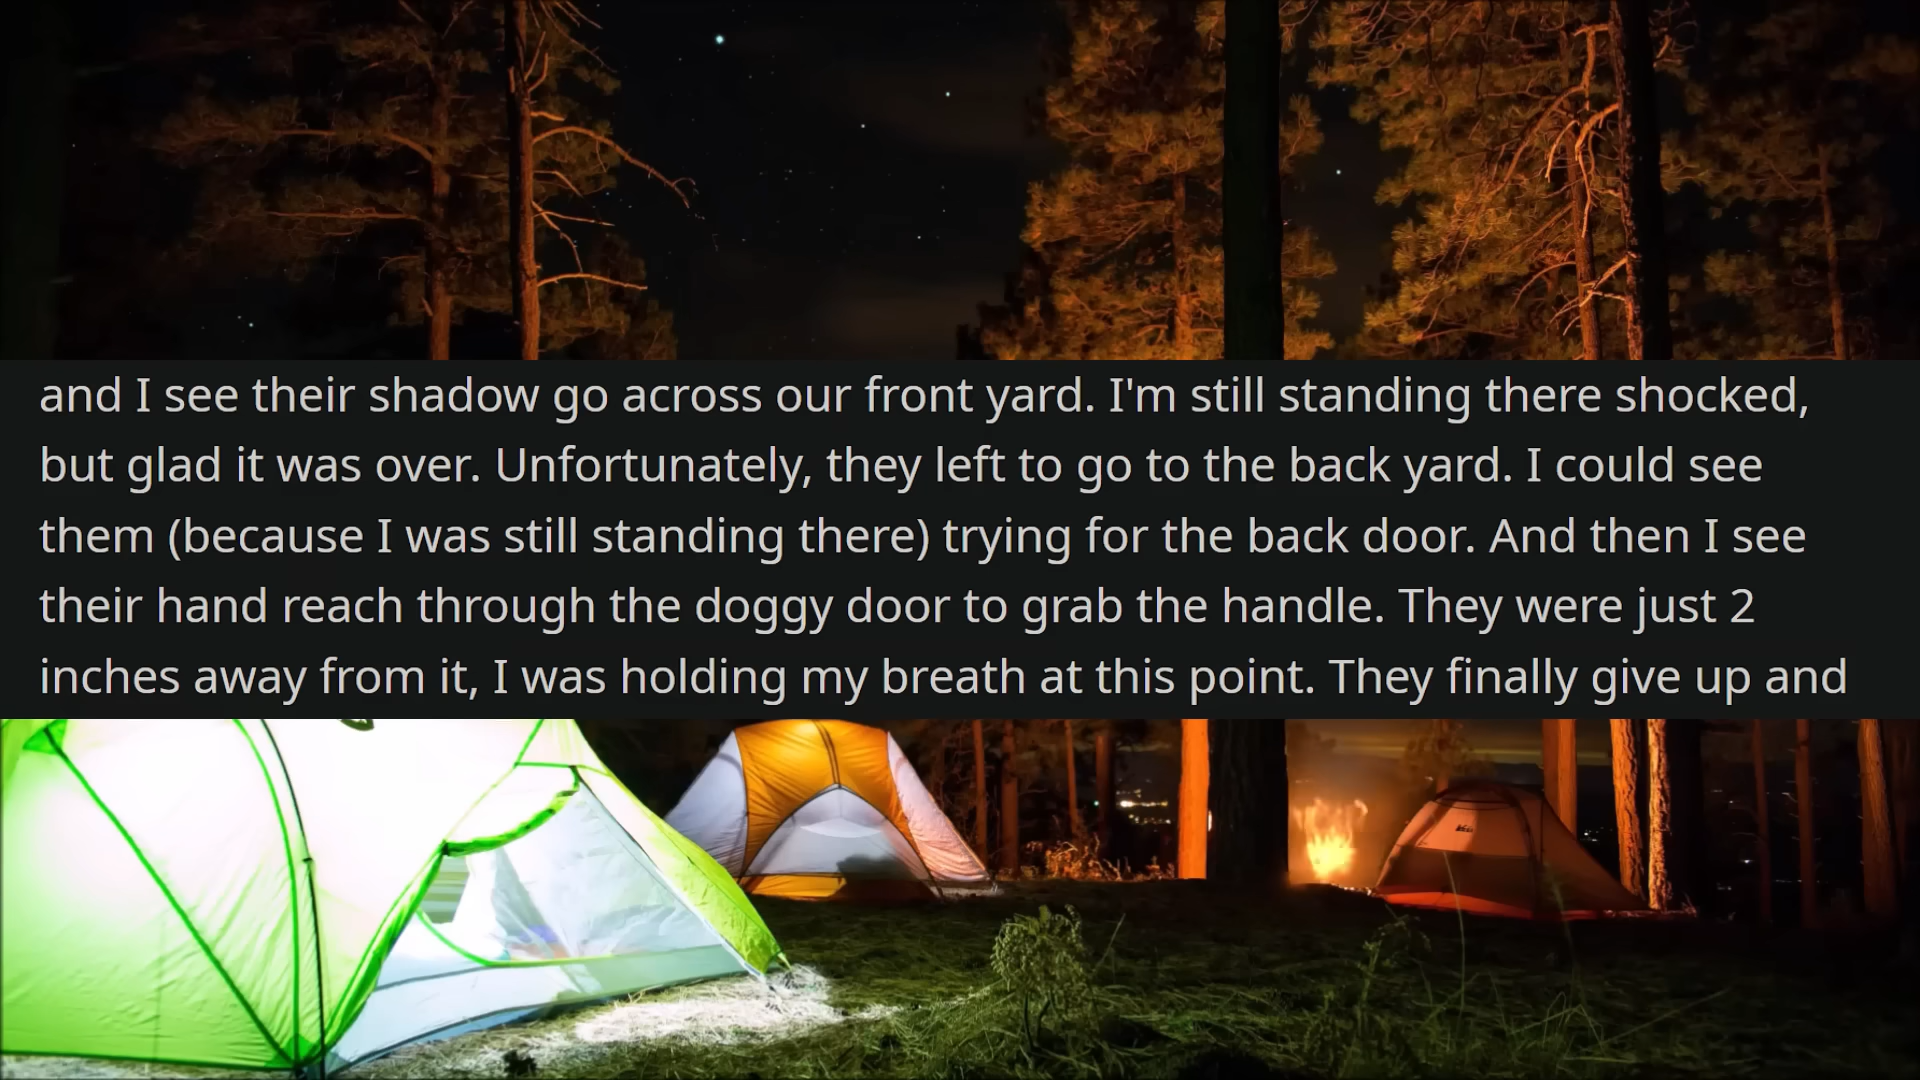 and I see their shadow go across our front yard. I'm still standing there shocked,
but glad it was over. Unfortunately, they left to go to the back yard. I could see
them (because I was still standing there) trying for the back door. And then I see
their hand reach through the doggy door to grab the handle. They were just 2
inches away from it, I was holding my breath at this point. They finally give up and